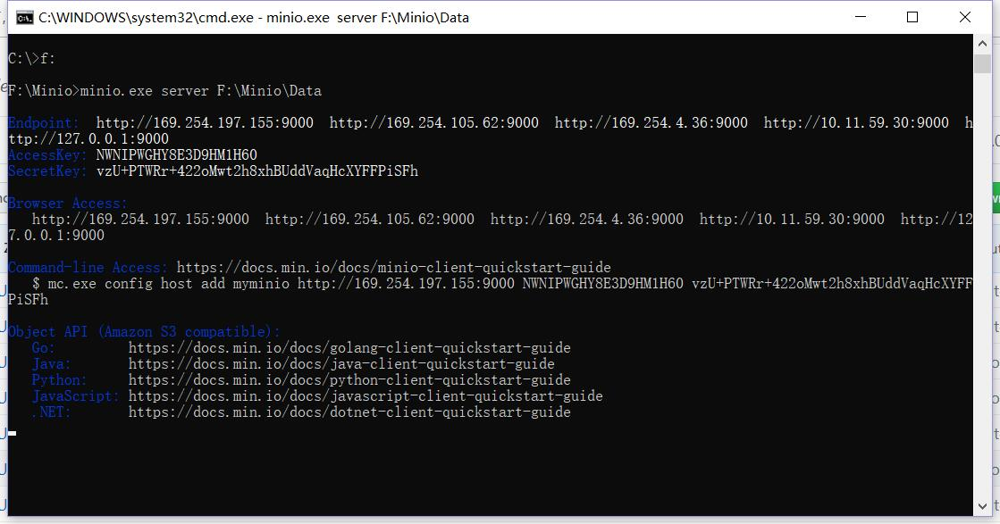 C:\WINDOWS\system32\cmd.exe - minio.exe  server F:\Minio\Data
C:\>f:
F:\Minio>minio.exe server F:\Minio\Data
Endpoint:  http://169.254.197.155:9000  http://169.254.105.62:9000  http://169.254.4.36:9000  http://10.11.59.30:9000  h
ttp://127.0.0.1:9000
AccessKey: NWNIPWGHY8E3D9HM1H60
SecretKey: vzU+PTWRr+422oMwt2h8xhBUddVaqHcXYFFPiSFh
Browser Access:
   http://169.254.197.155:9000  http://169.254.105.62:9000  http://169.254.4.36:9000  http://10.11.59.30:9000  http://12
7.0.0.1:9000
Command-line Access: https://docs.min.io/docs/minio-client-quickstart-guide
   $ mc.exe config host add myminio http://169.254.197.155:9000 NWNIPWGHY8E3D9HM1H60 vzU+PTWRr+422oMwt2h8xhBUddVaqHcXYFF
PiSFh
Object API (Amazon S3 compatible):
   Go:         https://docs.min.io/docs/golang-client-quickstart-guide
   Java:       https://docs.min.io/docs/java-client-quickstart-guide
   Python:     https://docs.min.io/docs/python-client-quickstart-guide
   JavaScript: https://docs.min.io/docs/javascript-client-quickstart-guide
   .NET:       https://docs.min.io/docs/dotnet-client-quickstart-guide